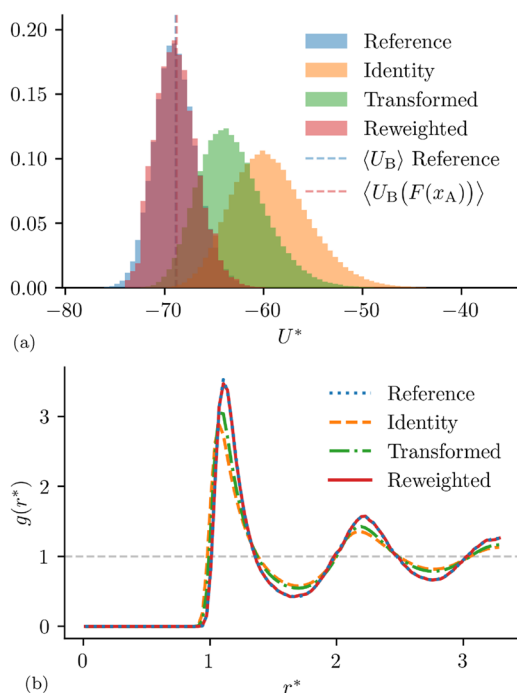 0.20
0.15
0.10
0.05
0.00
Reference
Identity
Transformed
Reweighted
⟨U_B⟩ Reference
⟨U_B(F(x_A))⟩
−80 −70 −60 −50 −40
(a) U*
g(r*)
3
2
1
0
Reference
Identity
Transformed
Reweighted
0 1 2 3
(b) r*